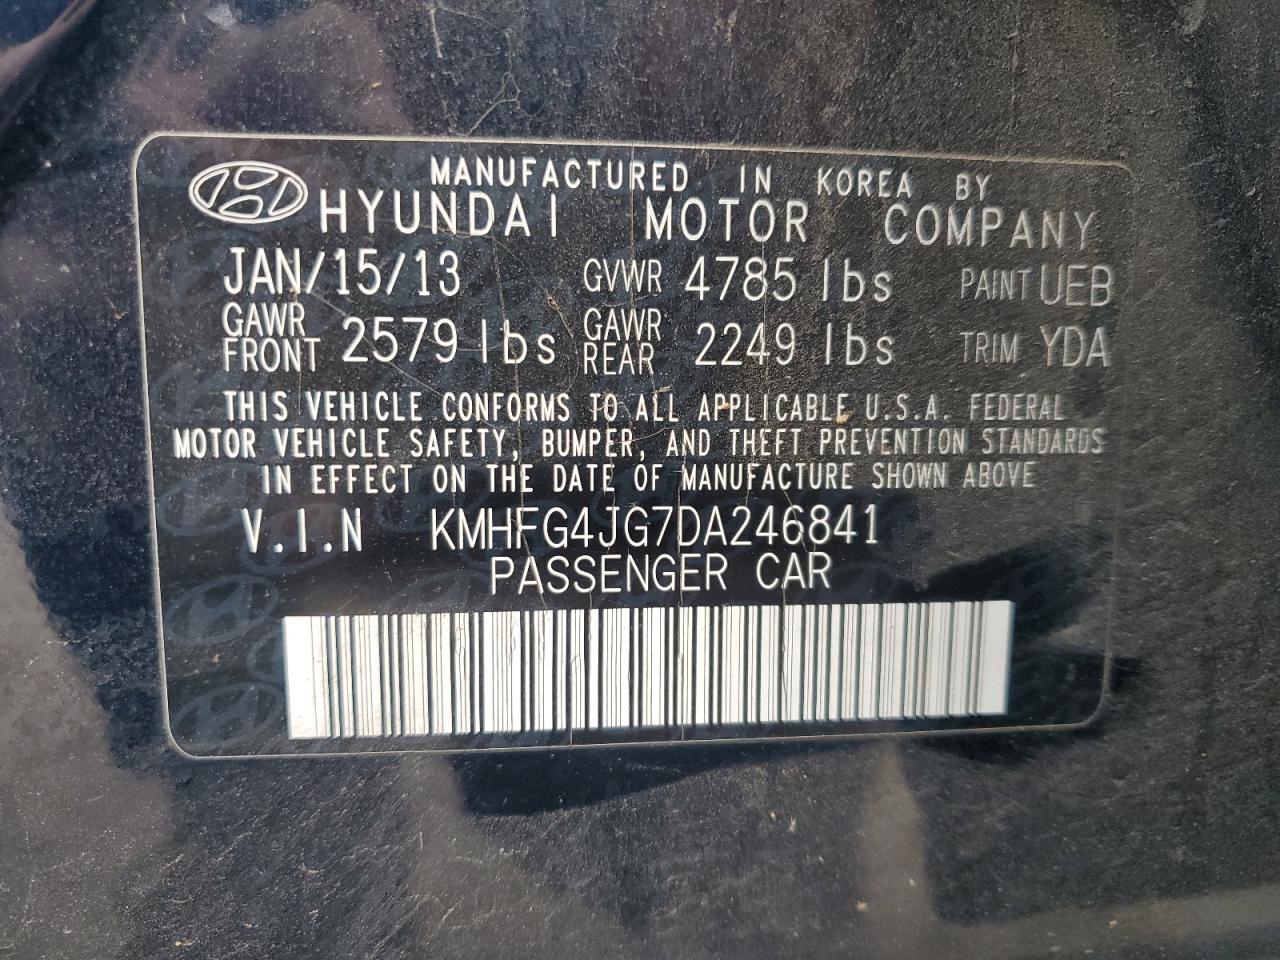 MANUFACTURED IN KOREA BY
HYUNDAI MOTOR COMPANY
JAN/15/13 GVWR 4785 lbs PAINT UEB
GAWR FRONT 2579 lbs GAWR REAR 2249 lbs TRIM YDA
THIS VEHICLE CONFORMS TO ALL APPLICABLE U.S.A. FEDERAL
MOTOR VEHICLE SAFETY, BUMPER, AND THEFT PREVENTION STANDARDS
IN EFFECT ON THE DATE OF MANUFACTURE SHOWN ABOVE
V.I.N KMHFG4JG7DA246841
PASSENGER CAR